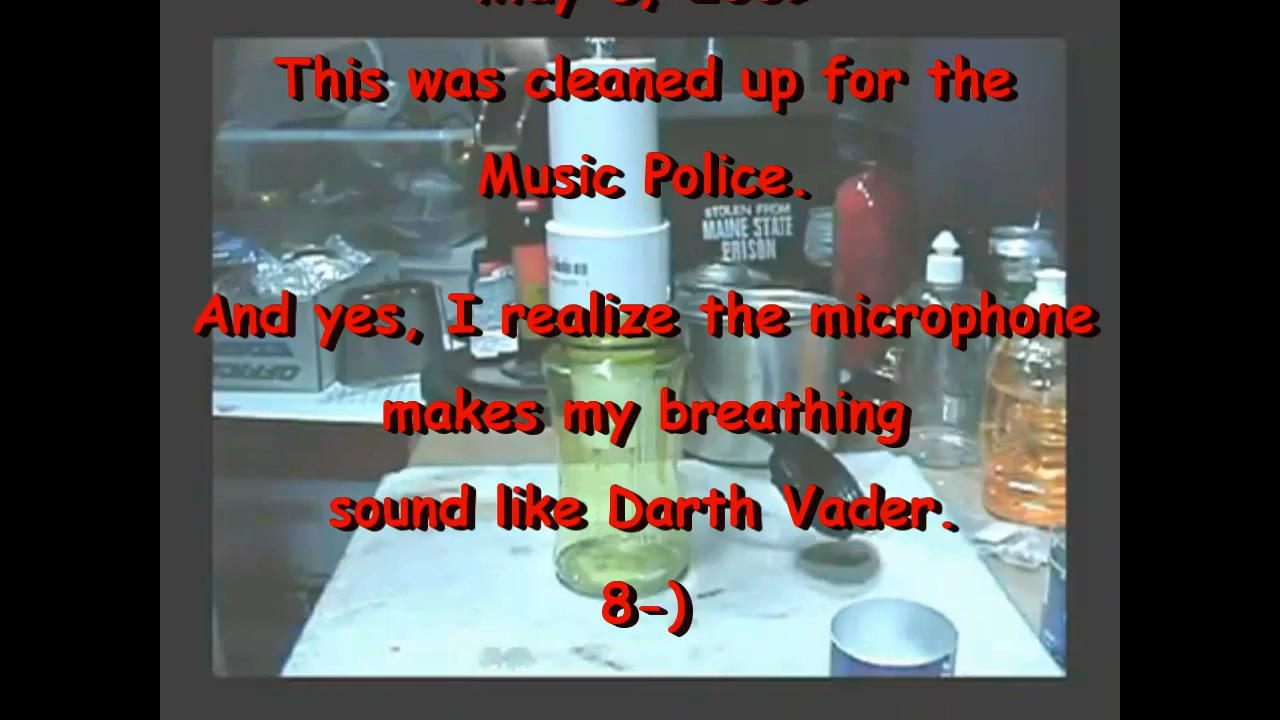 This was cleaned up for the
Music Police.
STOLEN FROM
MAINE STATE
PRISON
And yes, I realize the microphone
makes my breathing
sound like Darth Vader.
8-)